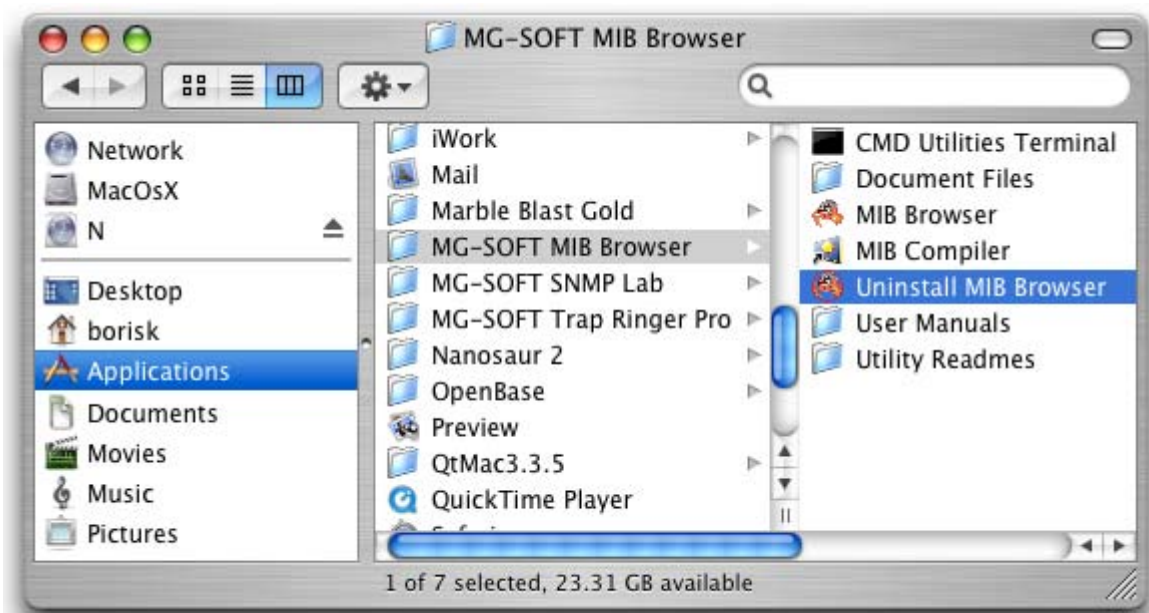 MG-SOFT MIB Browser
Network
MacOsX
N
Desktop
borisk
Applications
Documents
Movies
Music
Pictures
iWork
Mail
Marble Blast Gold
MG-SOFT MIB Browser
MG-SOFT SNMP Lab
MG-SOFT Trap Ringer Pro
Nanosaur 2
OpenBase
Preview
QtMac3.3.5
QuickTime Player
CMD Utilities Terminal
Document Files
MIB Browser
MIB Compiler
Uninstall MIB Browser
User Manuals
Utility Readmes
1 of 7 selected, 23.31 GB available